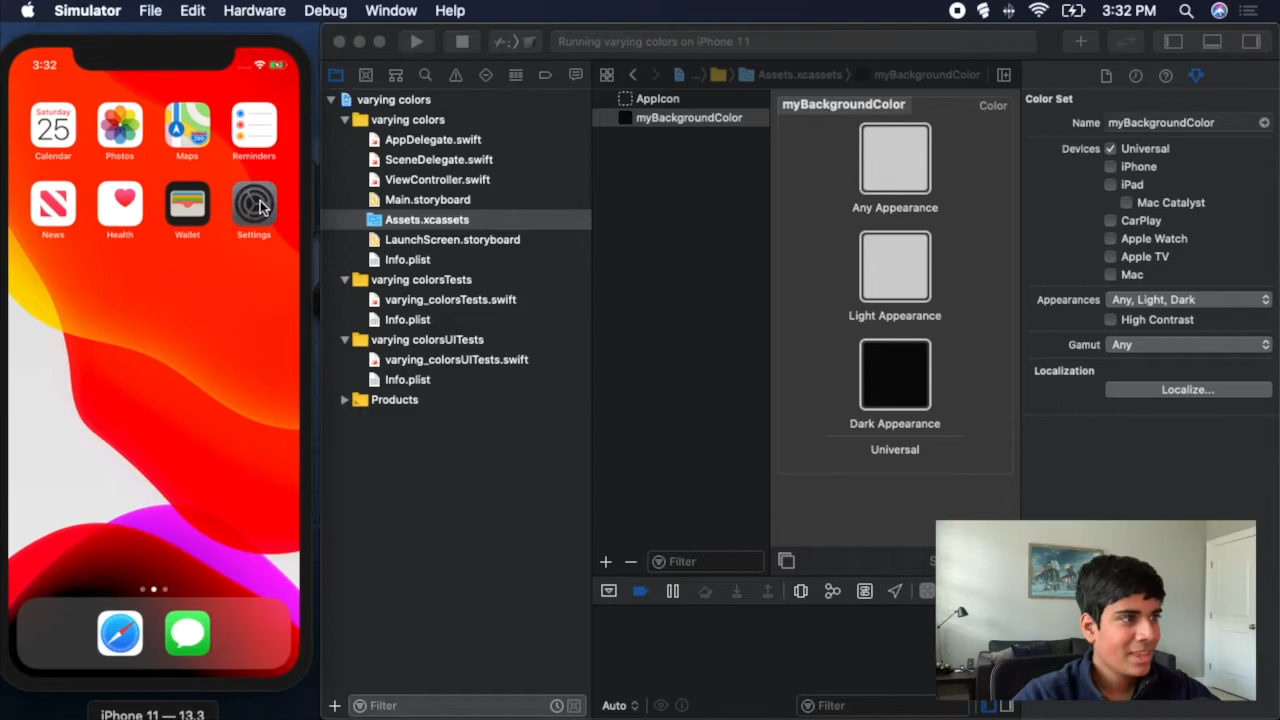 Simulator File Edit Hardware Debug Window Help 3:32 PM
3:32
Saturday
25
Calendar Photos Maps Reminders
News Health Wallet Settings
iPhone 11 — 13.3
Running varying colors on iPhone 11
varying colors
varying colors
AppDelegate.swift
SceneDelegate.swift
ViewController.swift
Main.storyboard
Assets.xcassets
LaunchScreen.storyboard
Info.plist
varying colorsTests
varying_colorsTests.swift
Info.plist
varying colorsUITests
varying_colorsUITests.swift
Info.plist
Products
Filter
... Assets.xcassets myBackgroundColor
AppIcon
myBackgroundColor
Filter
myBackgroundColor Color
Any Appearance
Light Appearance
Dark Appearance
Universal
Auto
Filter
Color Set
Name myBackgroundColor
Devices Universal
iPhone
iPad
Mac Catalyst
CarPlay
Apple Watch
Apple TV
Mac
Appearances Any, Light, Dark
High Contrast
Gamut Any
Localization
Localize...